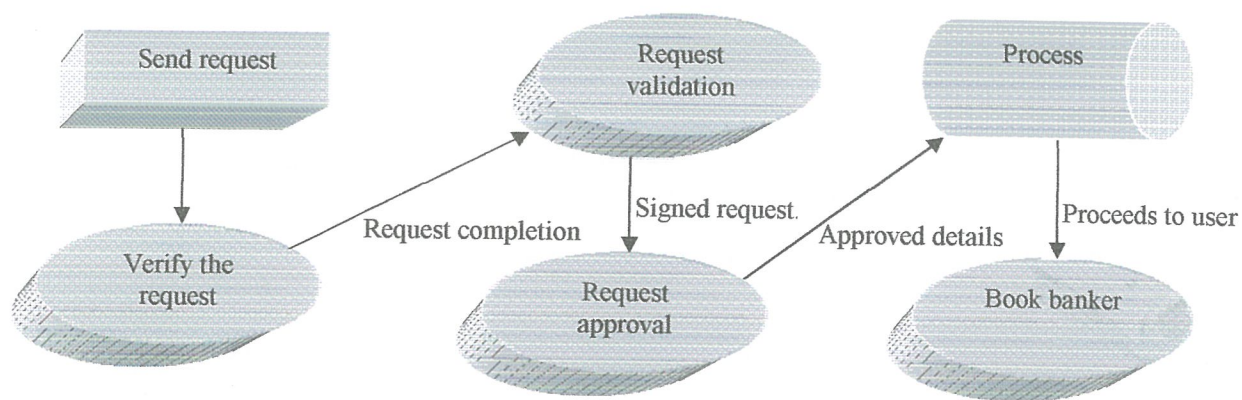 Send request
Verify the
request
Request completion
Request
validation
Signed request.
Request
approval
Approved details
Process
Proceeds to user
Book banker